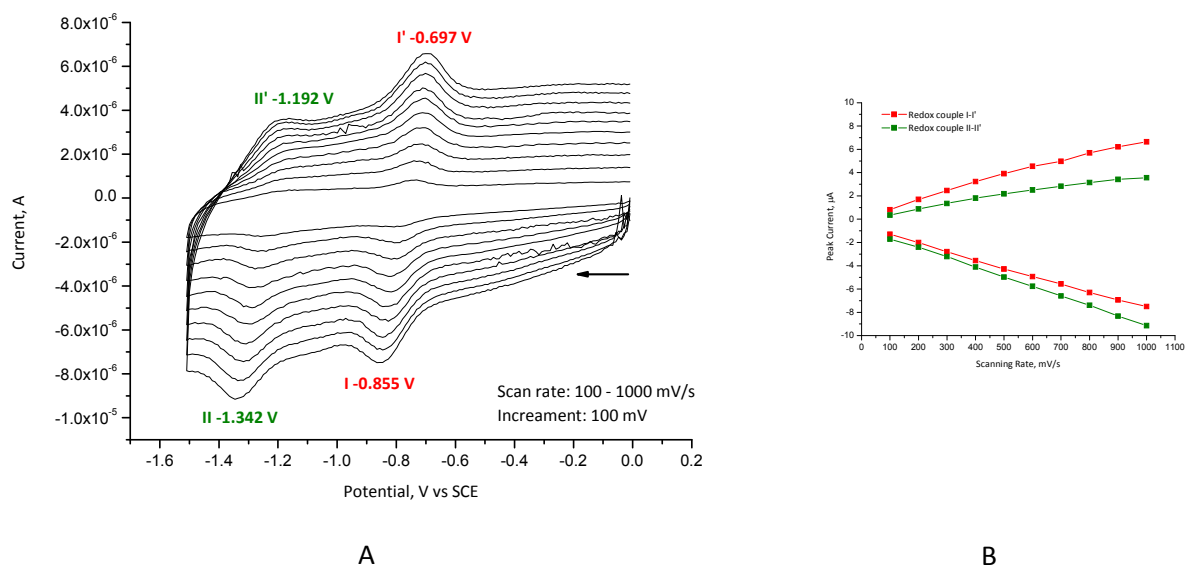 8.0x10-6
6.0x10-6
4.0x10-6
2.0x10-6
0.0
-2.0x10-6
-4.0x10-6
-6.0x10-6
-8.0x10-6
-1.0x10-5
Current, A
I' -0.697 V
II' -1.192 V
I -0.855 V
II -1.342 V
Scan rate: 100 - 1000 mV/s
Increament: 100 mV
-1.6 -1.4 -1.2 -1.0 -0.8 -0.6 -0.4 -0.2 0.0 0.2
Potential, V vs SCE
A
Redox couple I-I'
Redox couple II-II'
10
8
6
4
2
0
-2
-4
-6
-8
-10
Peak Current, µA
0 100 200 300 400 500 600 700 800 900 1000 1100
Scanning Rate, mV/s
B